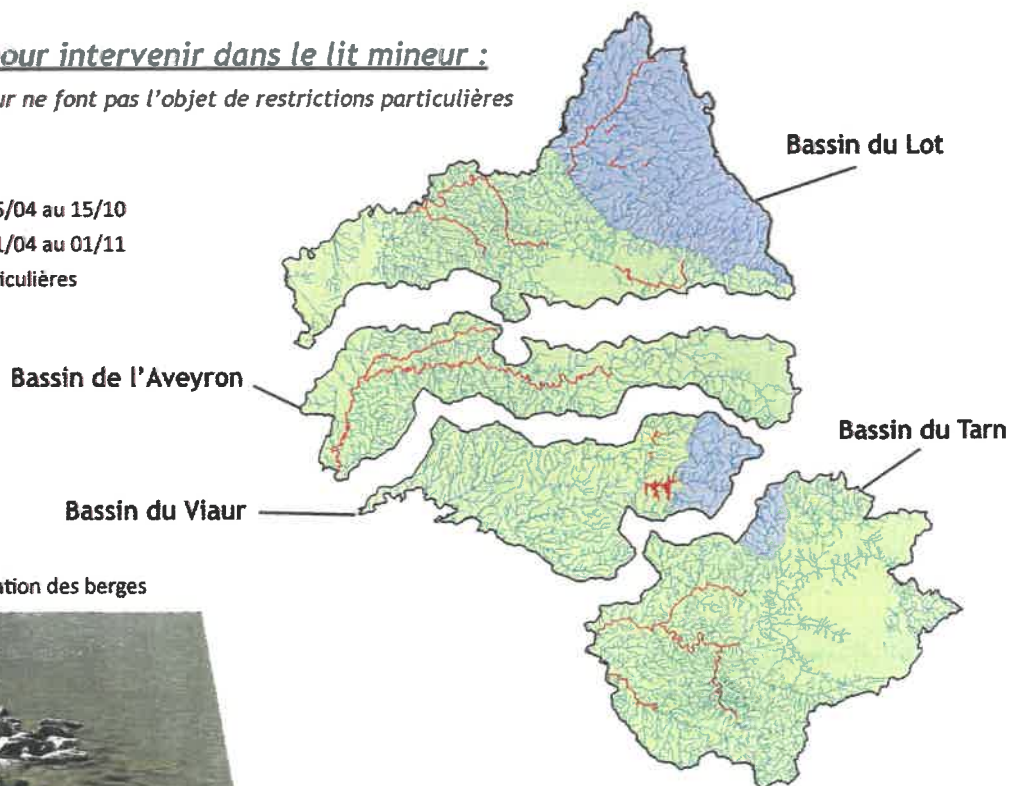 our intervenir dans le lit mineur :
ur ne font pas l'objet de restrictions particulières
Bassin du Lot
5/04 au 15/10
1/04 au 01/11
iculières
Bassin de l'Aveyron
Bassin du Tarn
Bassin du Viaur
ation des berges